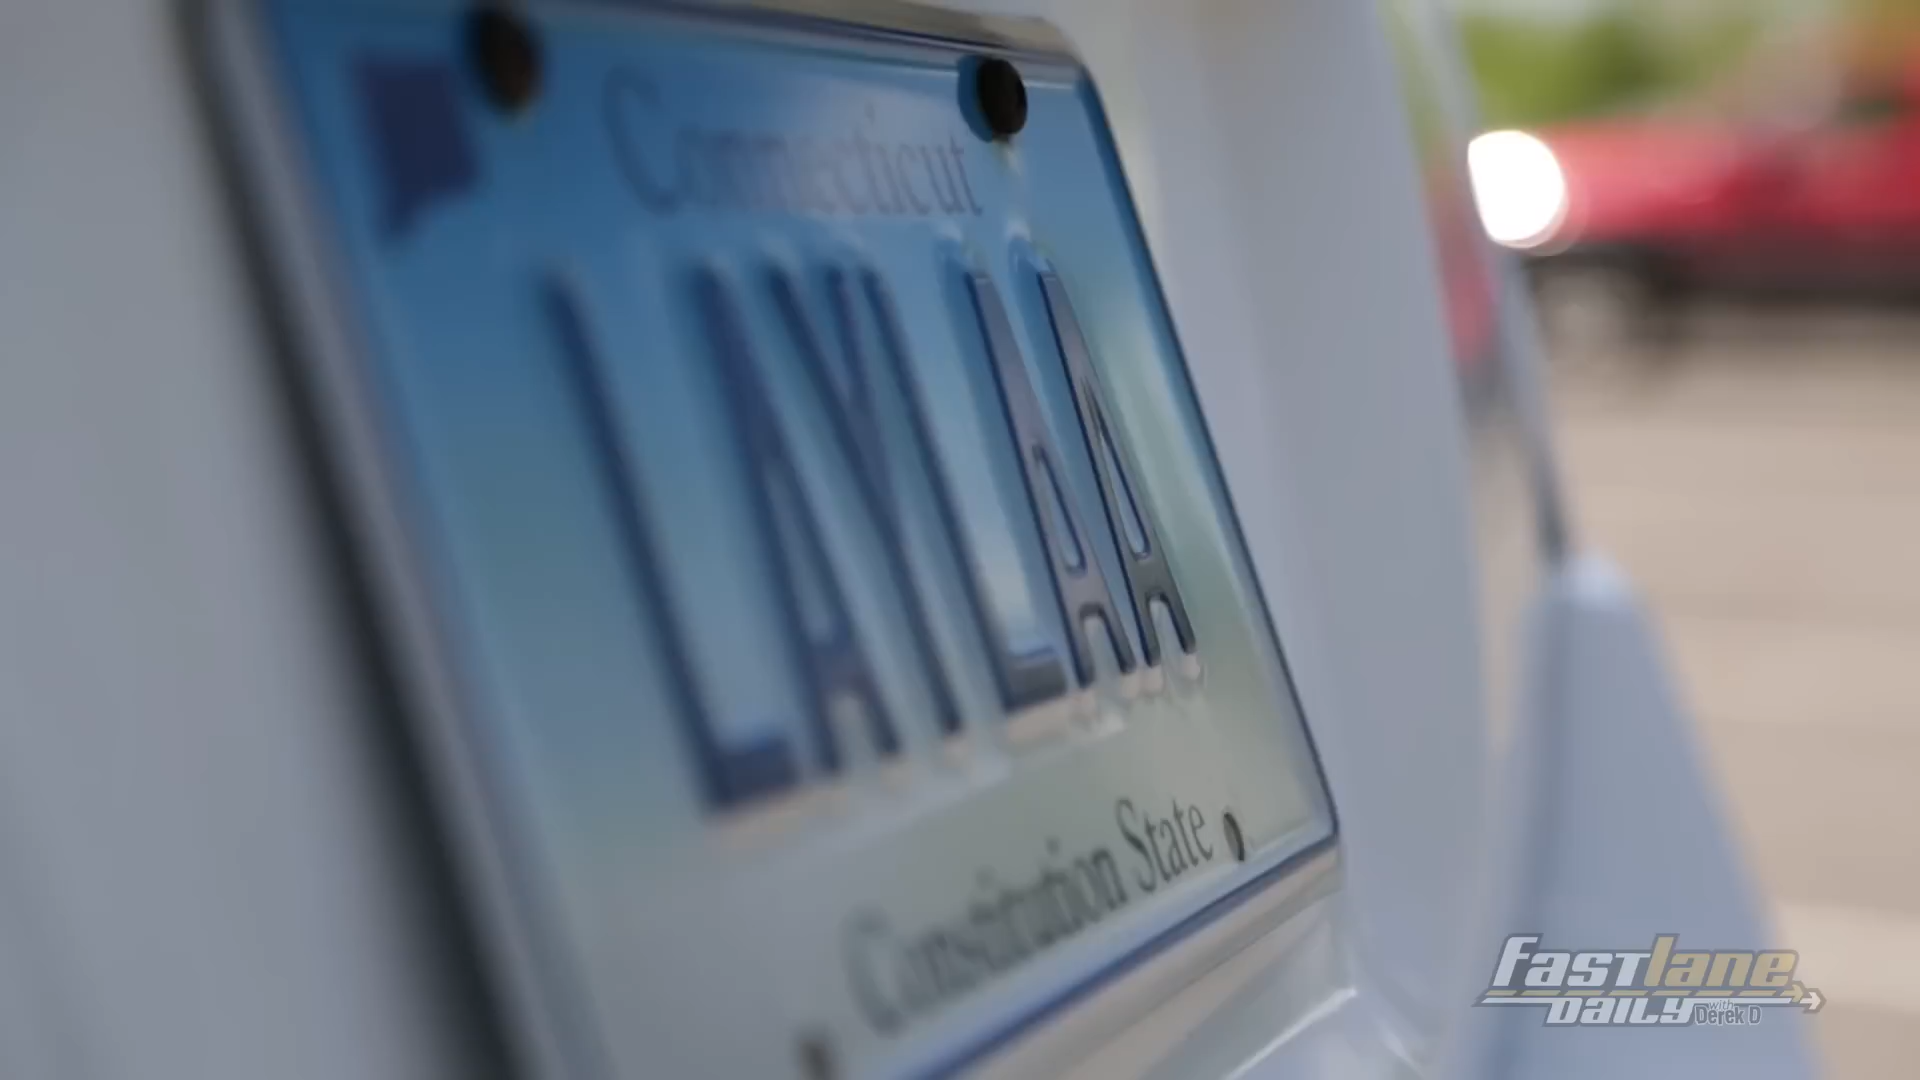 Connecticut
LAYLAA
Constitution State
fastlane
DAILY with Derek D